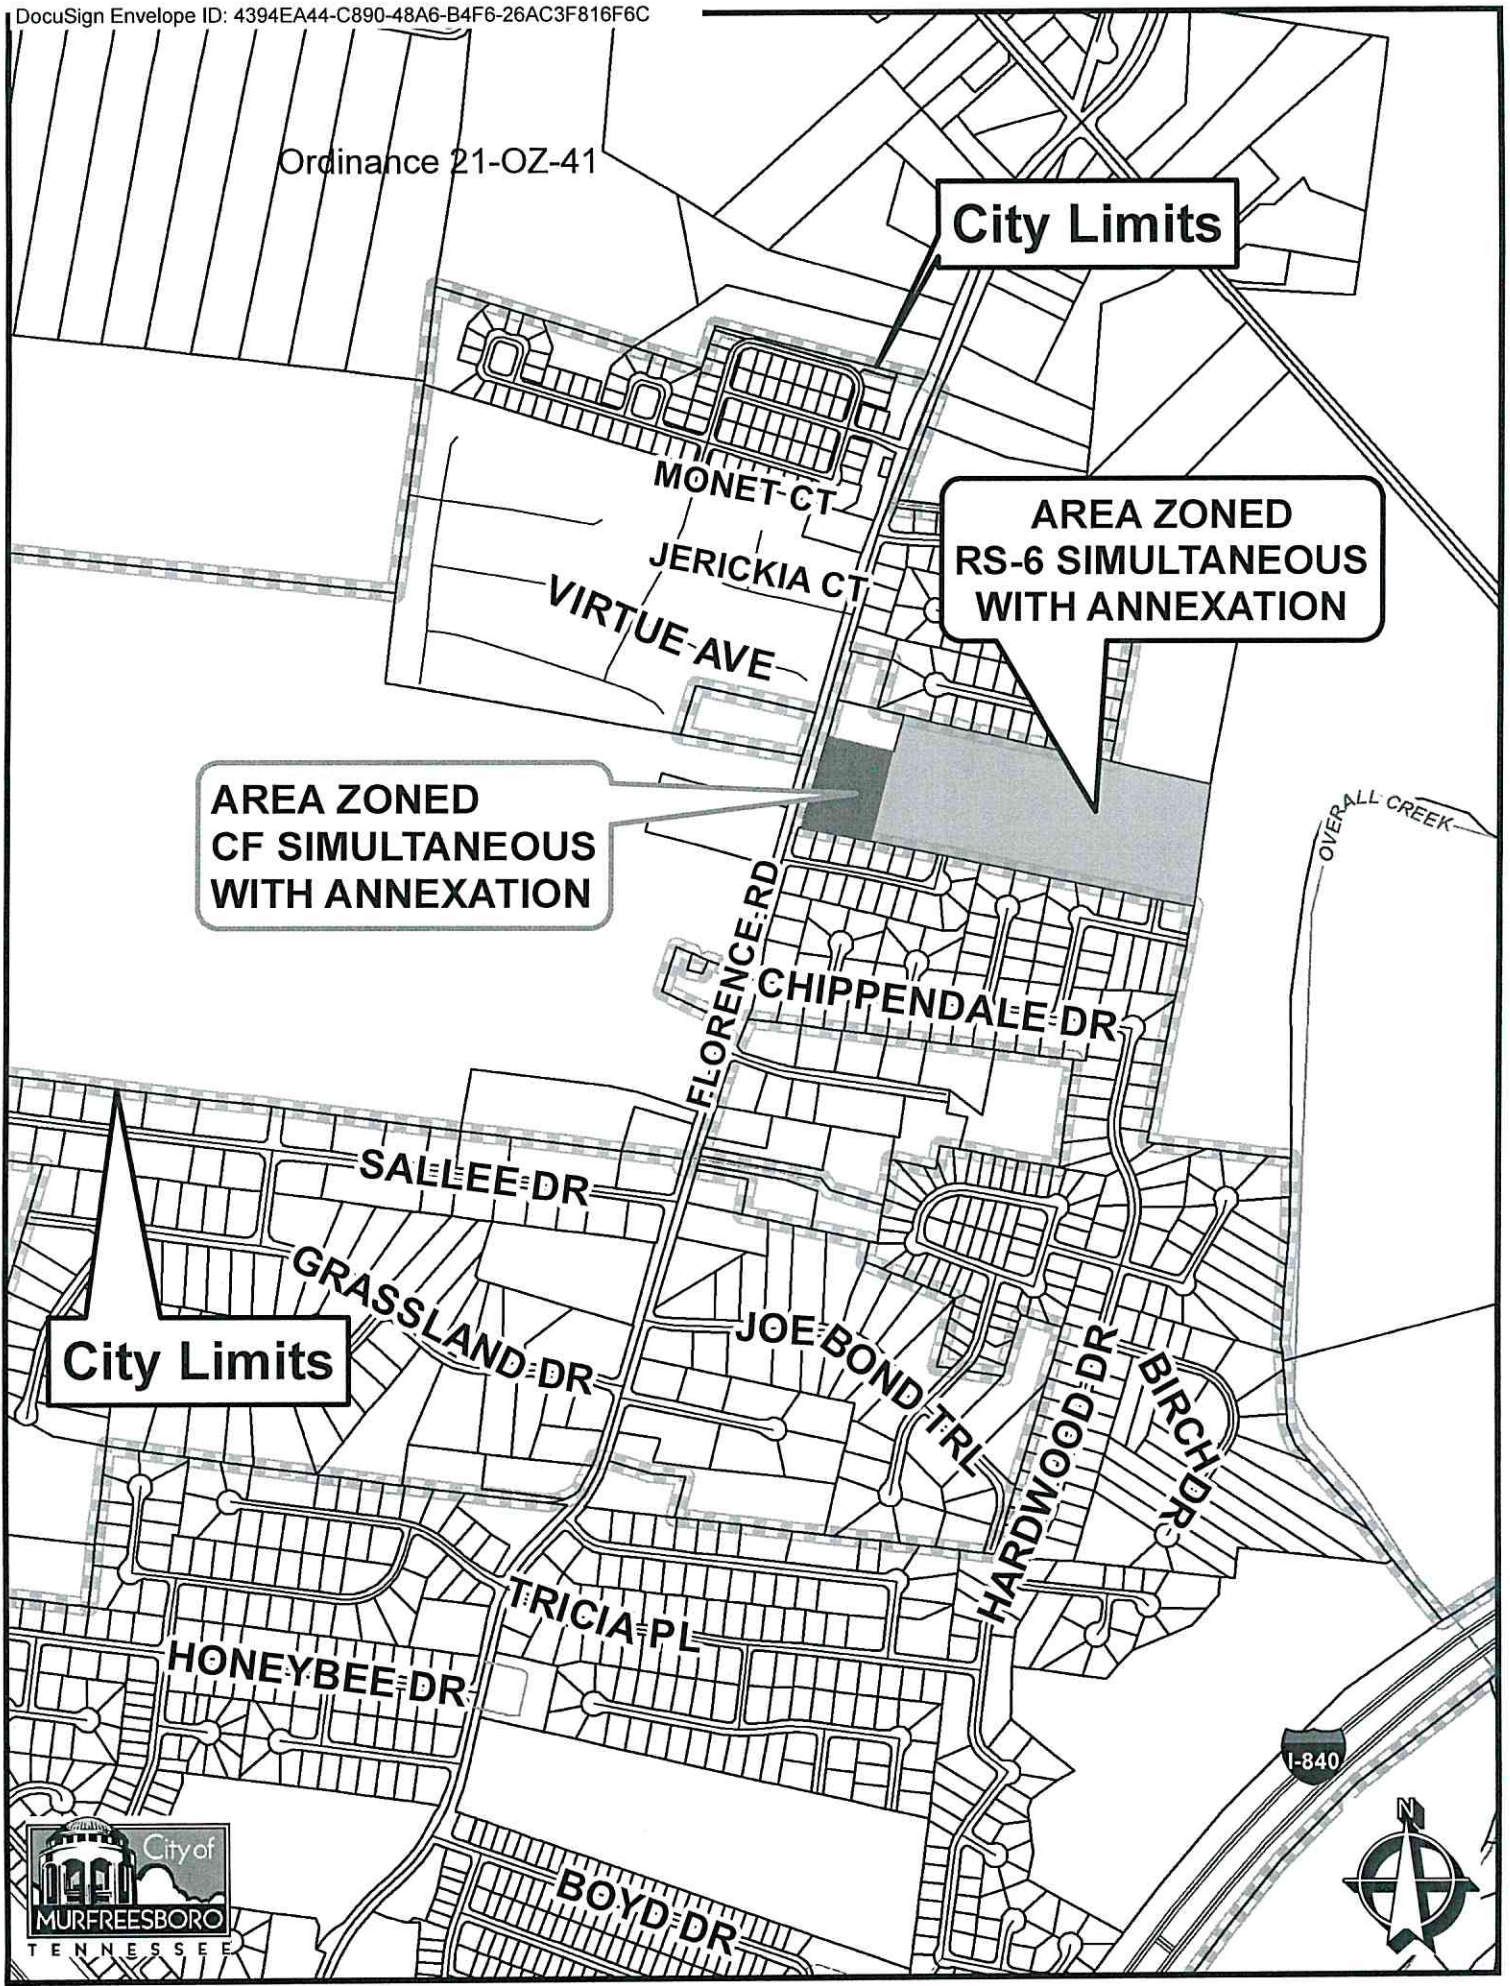 DocuSign Envelope ID: 4394EA44-C890-48A6-B4F6-26AC3F816F6C
Ordinance 21-OZ-41
City Limits
MONET CT
JERICKIA CT
VIRTUE AVE
AREA ZONED
RS-6 SIMULTANEOUS
WITH ANNEXATION
AREA ZONED
CF SIMULTANEOUS
WITH ANNEXATION
OVERALL CREEK
FLORENCE RD
CHIPPENDALE DR
SALLEE DR
GRASSLAND DR
City Limits
JOE BOND TRL
HARDWOOD DR
BIRCH DR
TRICIA PL
HONEYBEE DR
I-840
N
City of
MURFREESBORO
TENNESSEE
BOYD DR